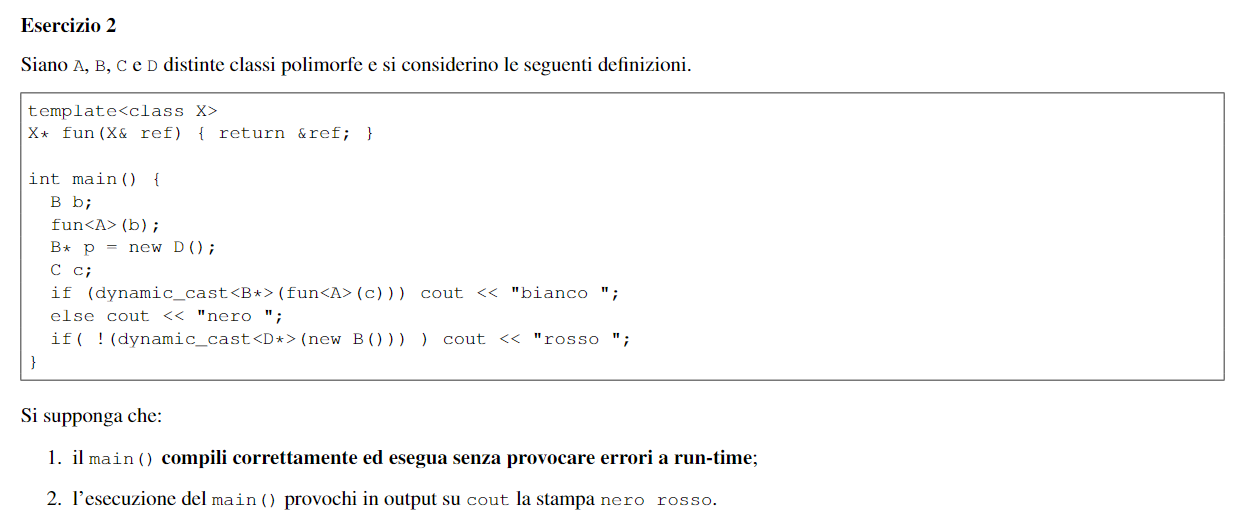 Esercizio 2
Siano A, B, C e D distinte classi polimorfe e si considerino le seguenti definizioni.
template<class X>
X* fun(X& ref) { return &ref; }
int main() {
  B b;
  fun<A>(b);
  B* p = new D();
  C c;
  if (dynamic_cast<B*>(fun<A>(c))) cout << "bianco ";
  else cout << "nero ";
  if( !(dynamic_cast<D*>(new B())) ) cout << "rosso ";
}
Si supponga che:
1. il main() compili correttamente ed esegua senza provocare errori a run-time;
2. l'esecuzione del main() provochi in output su cout la stampa nero rosso.